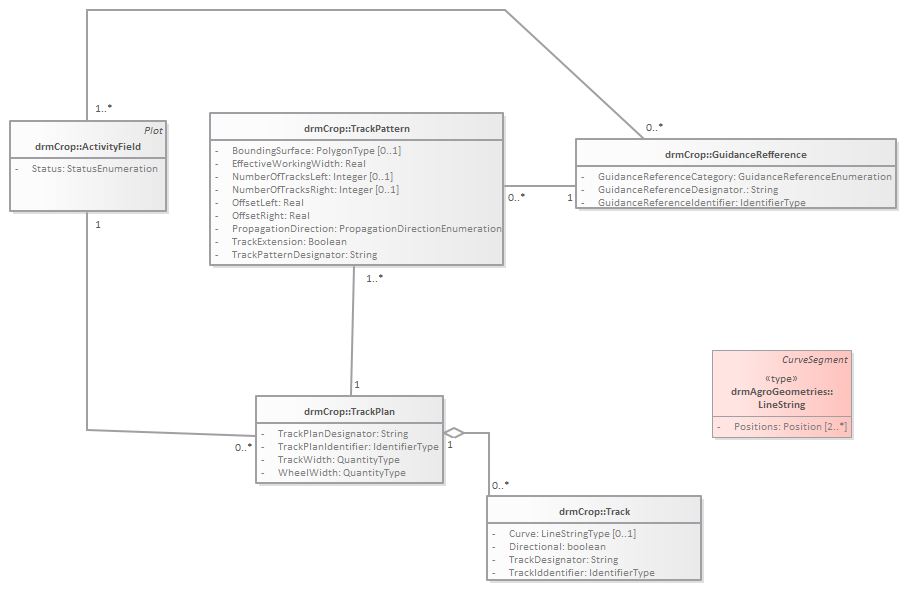 1..*
0..*
Plot
drmCrop::ActivityField
- Status: StatusEnumeration
1
drmCrop::TrackPattern
- BoundingSurface: PolygonType [0..1]
- EffectiveWorkingWidth: Real
- NumberOfTracksLeft: Integer [0..1]
- NumberOfTracksRight: Integer [0..1]
- OffsetLeft: Real
- OffsetRight: Real
- PropagationDirection: PropagationDirectionEnumeration
- TrackExtension: Boolean
- TrackPatternDesignator: String
0..*
1
drmCrop::GuidanceRefference
- GuidanceReferenceCategory: GuidanceReferenceEnumeration
- GuidanceReferenceDesignator.: String
- GuidanceReferenceIdentifier: IdentifierType
1..*
1
CurveSegment
«type»
drmAgroGeometries::
LineString
- Positions: Position [2..*]
drmCrop::TrackPlan
- TrackPlanDesignator: String
- TrackPlanIdentifier: IdentifierType
- TrackWidth: QuantityType
- WheelWidth: QuantityType
0..*
1
0..*
drmCrop::Track
- Curve: LineStringType [0..1]
- Directional: boolean
- TrackDesignator: String
- TrackIddentifier: IdentifierType